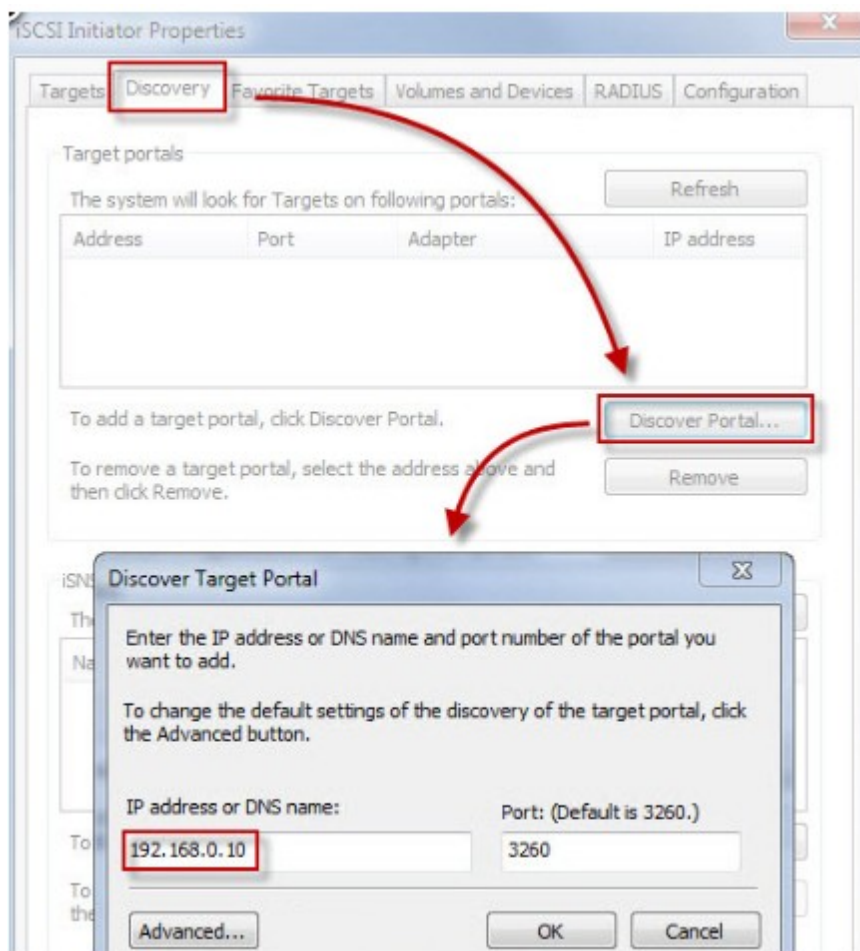 iSCSI Initiator Properties
Targets Discovery Favorite Targets Volumes and Devices RADIUS Configuration
Target portals
The system will look for Targets on following portals:
Refresh
Address Port Adapter IP address
To add a target portal, click Discover Portal.
Discover Portal...
To remove a target portal, select the address above and
then click Remove.
Remove
Discover Target Portal
Enter the IP address or DNS name and port number of the portal you
want to add.
To change the default settings of the discovery of the target portal, click
the Advanced button.
IP address or DNS name:
Port: (Default is 3260.)
192.168.0.10
3260
To
To
the
Advanced...
OK
Cancel